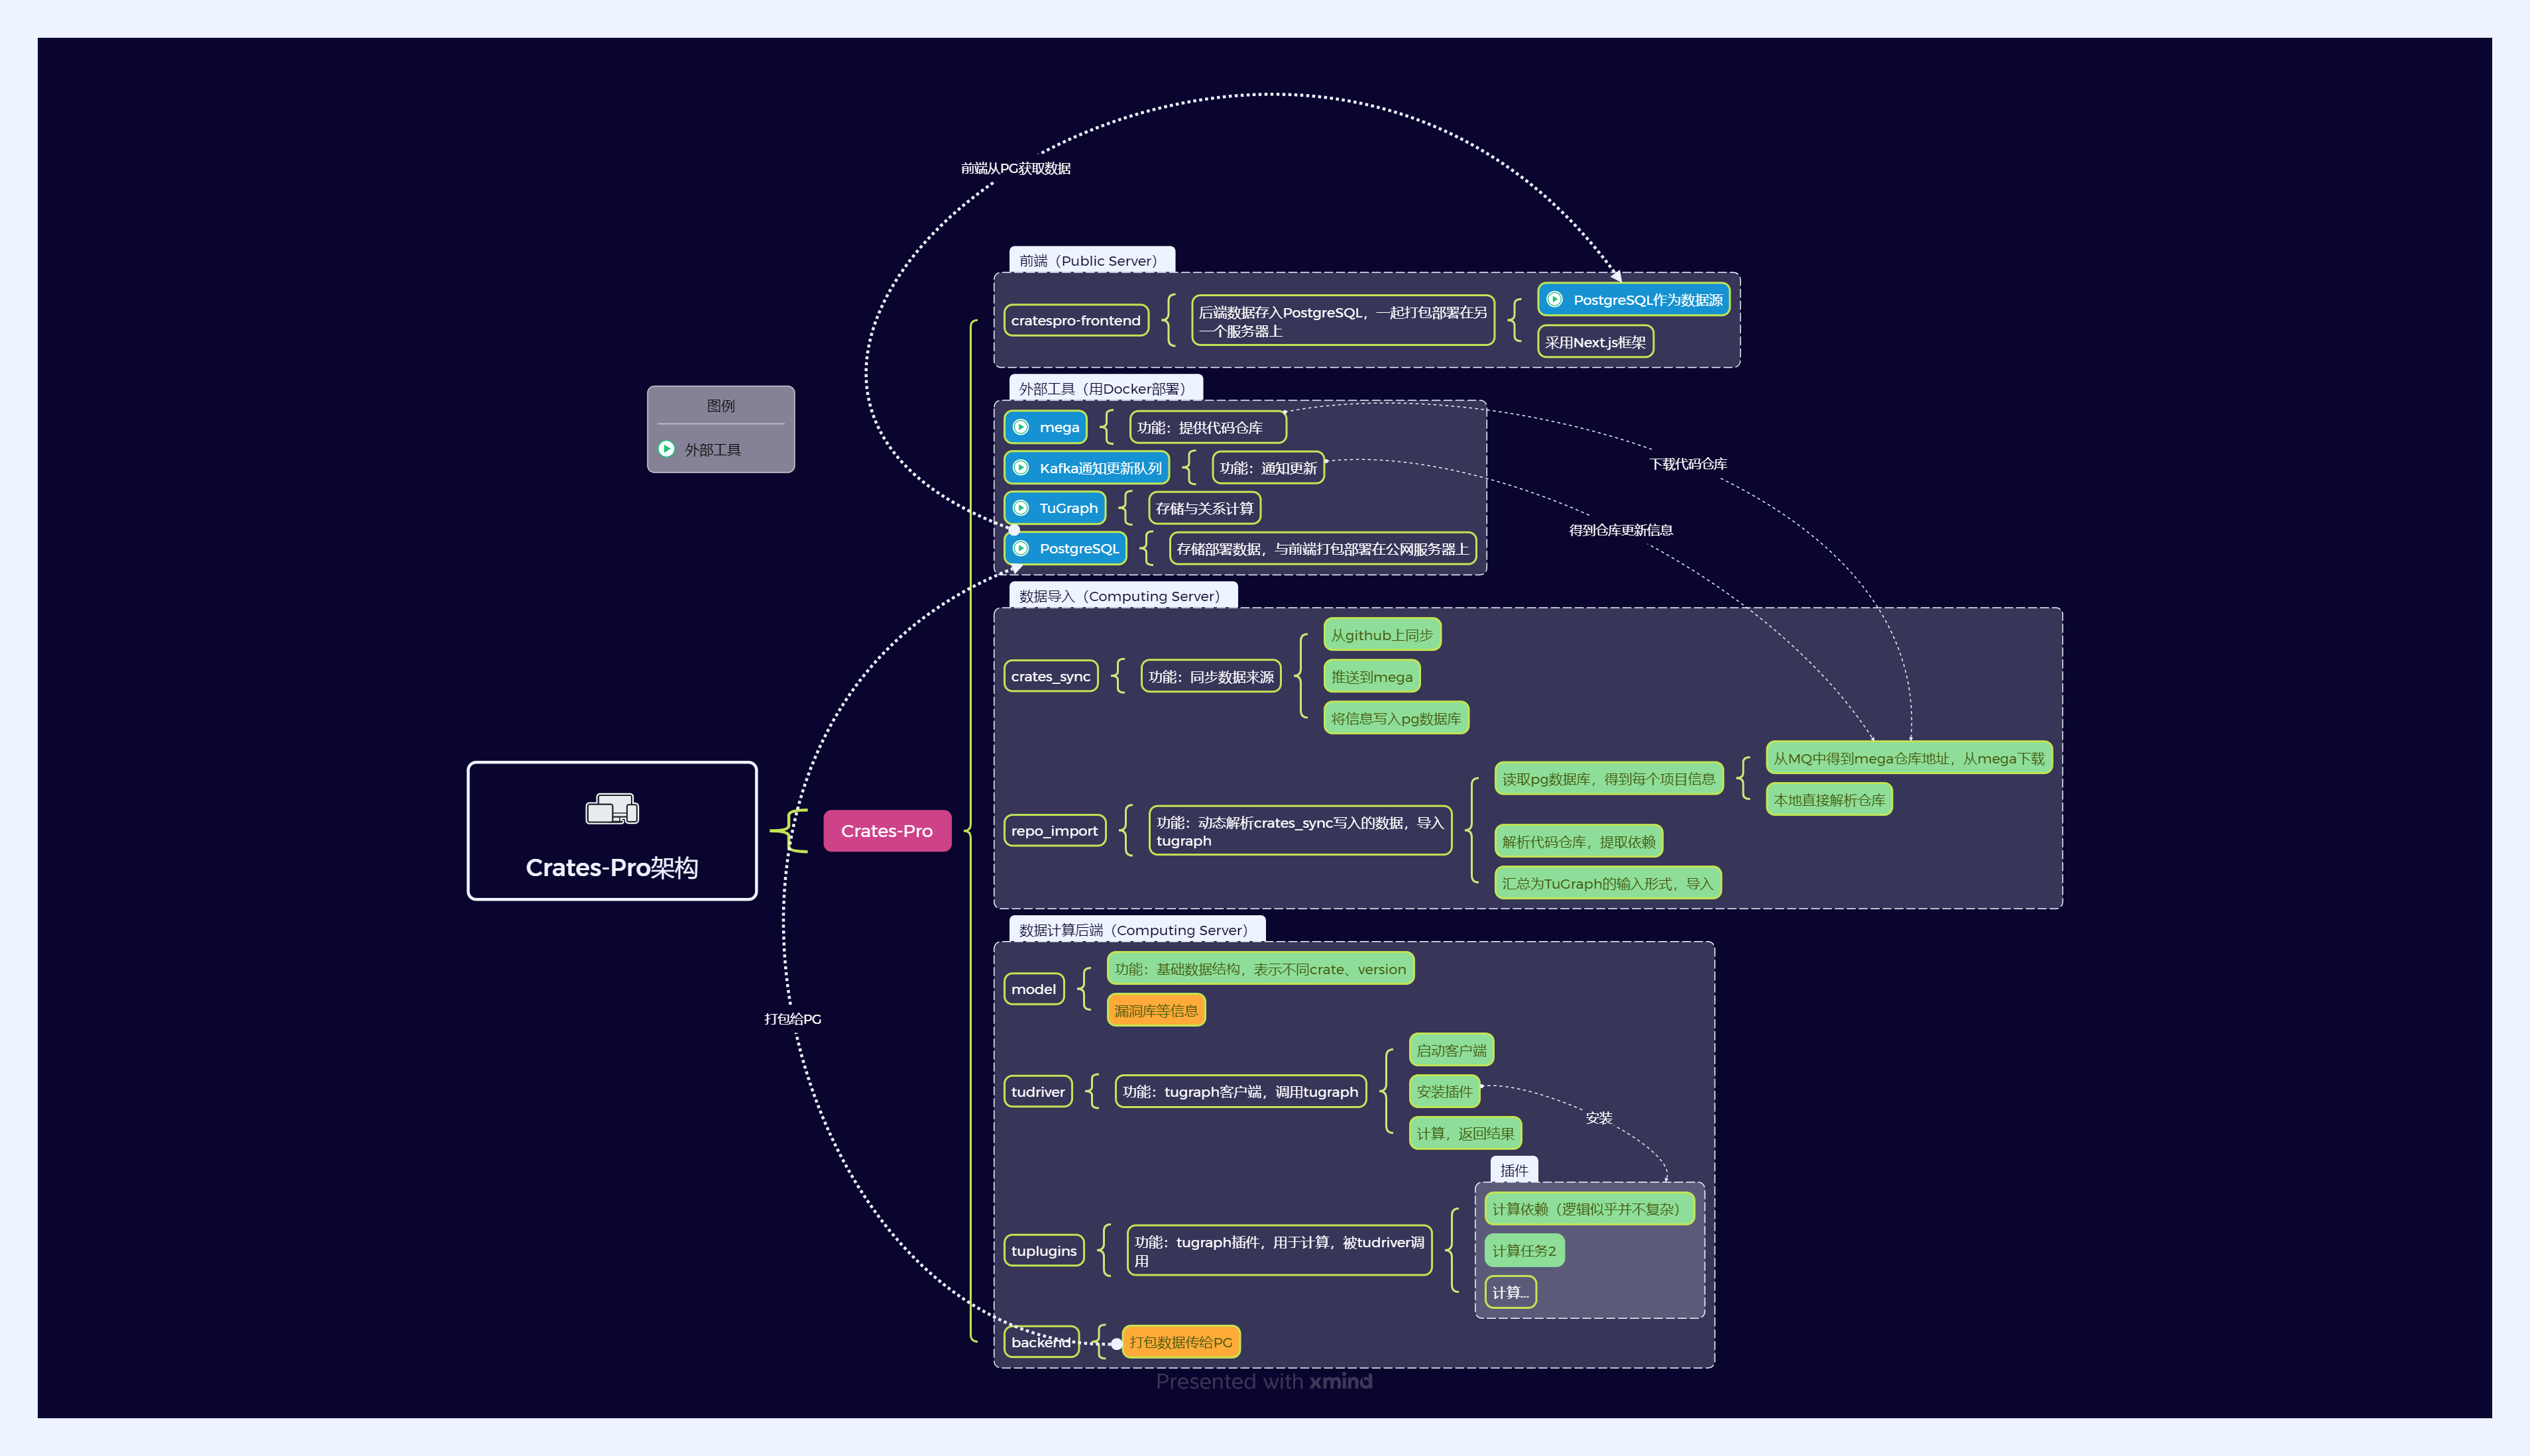 前端从PG获取数据
前端（Public Server）
cratespro-frontend
后端数据存入PostgreSQL，一起打包部署在另
一个服务器上
PostgreSQL作为数据源
采用Next.js框架
图例
外部工具
外部工具（用Docker部署）
mega
功能：提供代码仓库
Kafka通知更新队列
功能：通知更新
TuGraph
存储与关系计算
PostgreSQL
存储部署数据，与前端打包部署在公网服务器上
下载代码仓库
得到仓库更新信息
数据导入（Computing Server）
crates_sync
功能：同步数据来源
从github上同步
推送到mega
将信息写入pg数据库
repo_import
功能：动态解析crates_sync写入的数据，导入
tugraph
读取pg数据库，得到每个项目信息
从MQ中得到mega仓库地址，从mega下载
本地直接解析仓库
解析代码仓库，提取依赖
汇总为TuGraph的输入形式，导入
Crates-Pro架构
Crates-Pro
数据计算后端（Computing Server）
model
功能：基础数据结构，表示不同crate、version
漏洞库等信息
打包给PG
tudriver
功能：tugraph客户端，调用tugraph
启动客户端
安装插件
计算，返回结果
安装
插件
tuplugins
功能：tugraph插件，用于计算，被tudriver调
用
计算依赖（逻辑似乎并不复杂）
计算任务2
计算...
backend
打包数据传给PG
Presented with xmind